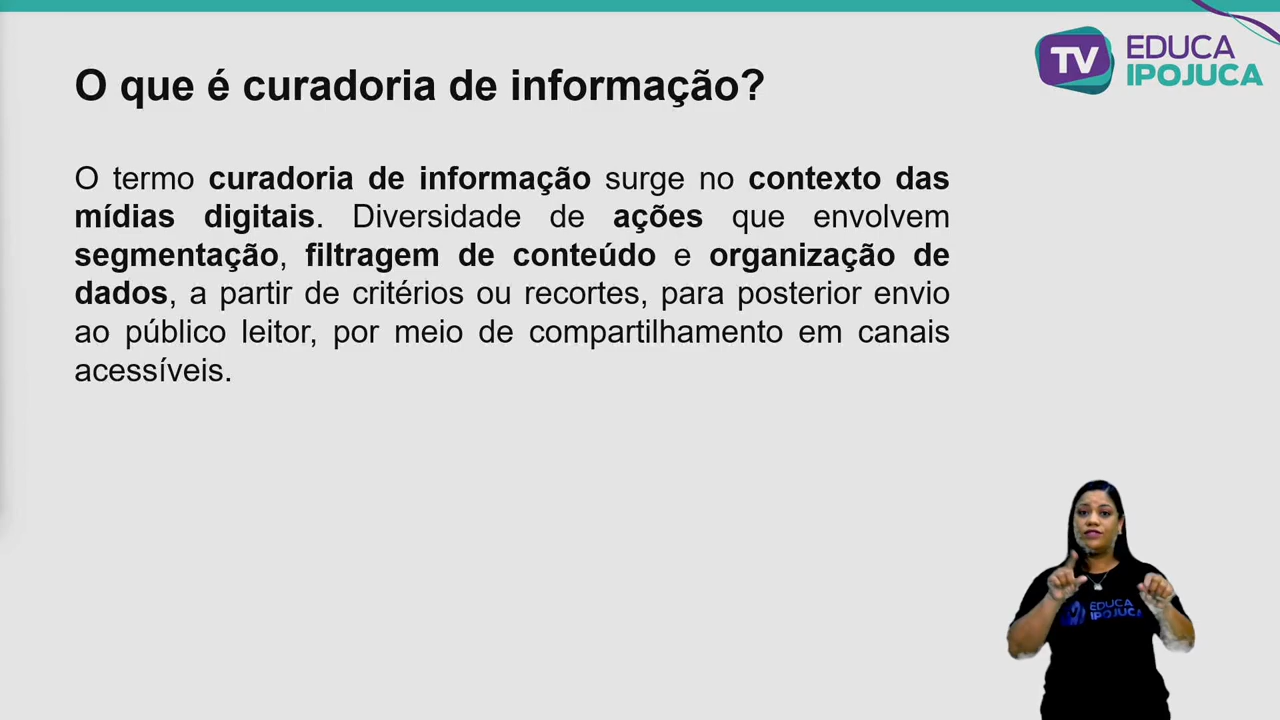 TV EDUCA
IPOJUCA
O que é curadoria de informação?
O termo curadoria de informação surge no contexto das
mídias digitais. Diversidade de ações que envolvem
segmentação, filtragem de conteúdo e organização de
dados, a partir de critérios ou recortes, para posterior envio
ao público leitor, por meio de compartilhamento em canais
acessíveis.
EDUCA
IPOJUCA